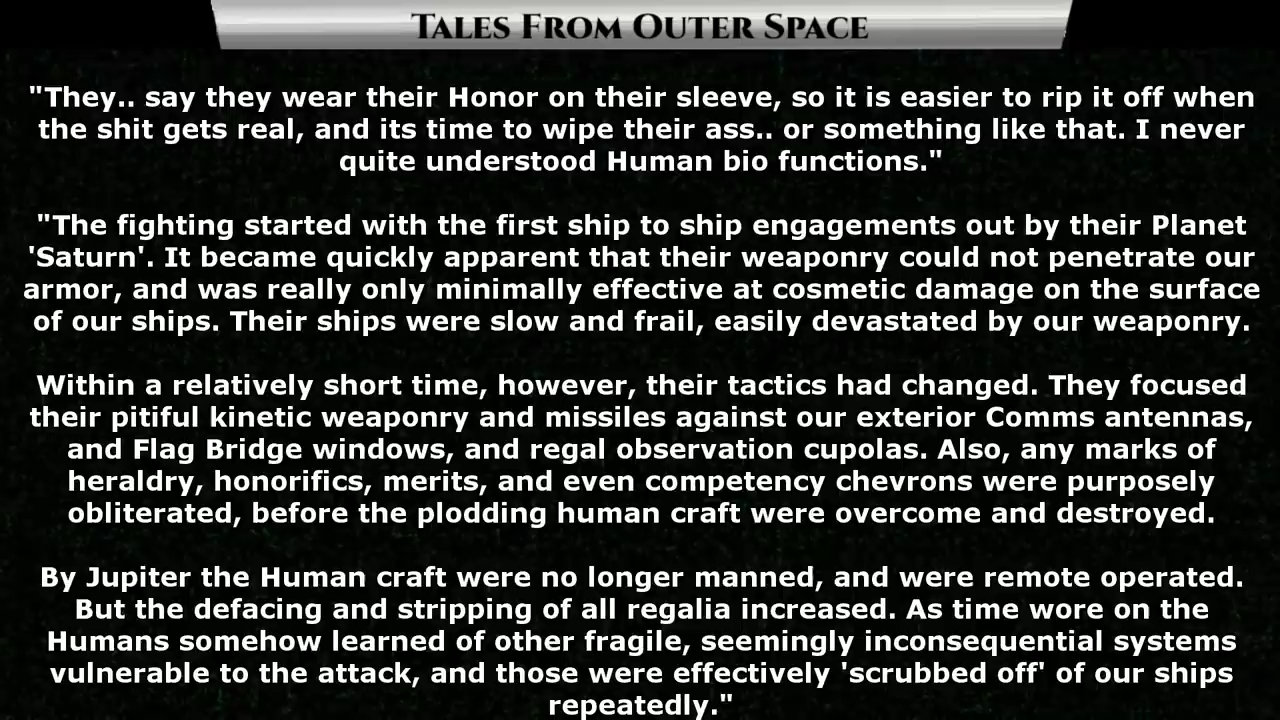 Tales From Outer Space
"They.. say they wear their Honor on their sleeve, so it is easier to rip it off when
the shit gets real, and its time to wipe their ass.. or something like that. I never
quite understood Human bio functions."
"The fighting started with the first ship to ship engagements out by their Planet
'Saturn'. It became quickly apparent that their weaponry could not penetrate our
armor, and was really only minimally effective at cosmetic damage on the surface
of our ships. Their ships were slow and frail, easily devastated by our weaponry.
Within a relatively short time, however, their tactics had changed. They focused
their pitiful kinetic weaponry and missiles against our exterior Comms antennas,
and Flag Bridge windows, and regal observation cupolas. Also, any marks of
heraldry, honorifics, merits, and even competency chevrons were purposely
obliterated, before the plodding human craft were overcome and destroyed.
By Jupiter the Human craft were no longer manned, and were remote operated.
But the defacing and stripping of all regalia increased. As time wore on the
Humans somehow learned of other fragile, seemingly inconsequential systems
vulnerable to the attack, and those were effectively 'scrubbed off' of our ships
repeatedly."